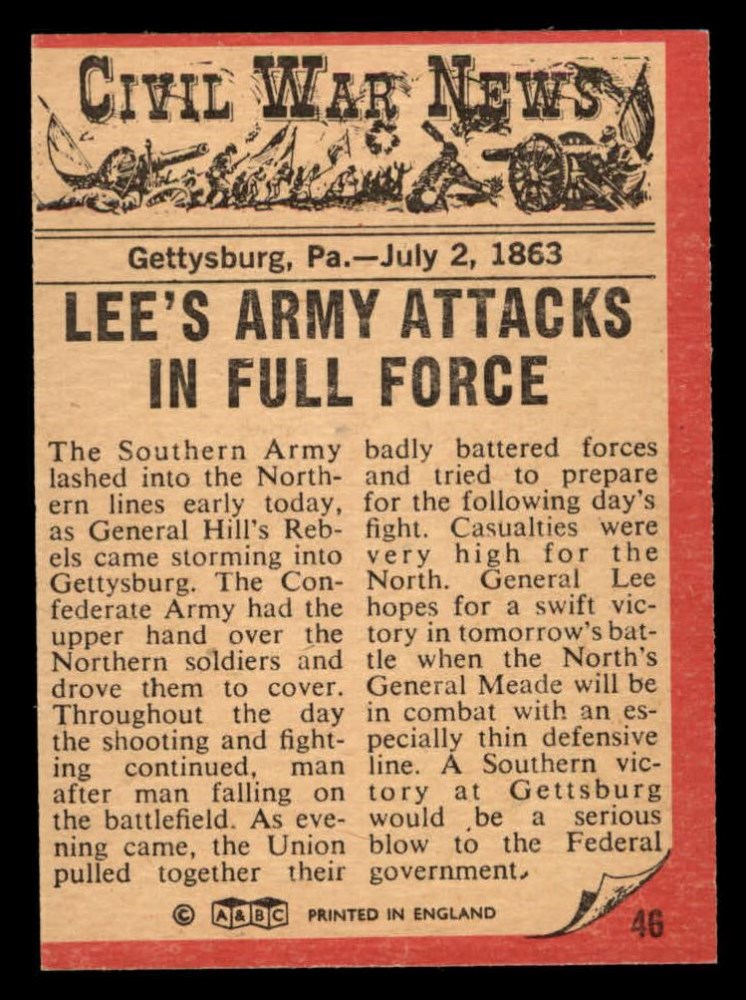 CIVIL WAR NEWS
Gettysburg, Pa.—July 2, 1863
LEE'S ARMY ATTACKS
IN FULL FORCE
The Southern Army
lashed into the North-
ern lines early today,
as General Hill's Reb-
els came storming into
Gettysburg. The Con-
federate Army had the
upper hand over the
Northern soldiers and
drove them to cover.
Throughout the day
the shooting and fight-
ing continued, man
after man falling on
the battlefield. As eve-
ning came, the Union
pulled together their
badly battered forces
and tried to prepare
for the following day's
fight. Casualties were
very high for the
North. General Lee
hopes for a swift vic-
tory in tomorrow's bat-
tle when the North's
General Meade will be
in combat with an es-
pecially thin defensive
line. A Southern vic-
tory at Gettsburg
would be a serious
blow to the Federal
government.
© A&BC PRINTED IN ENGLAND
46